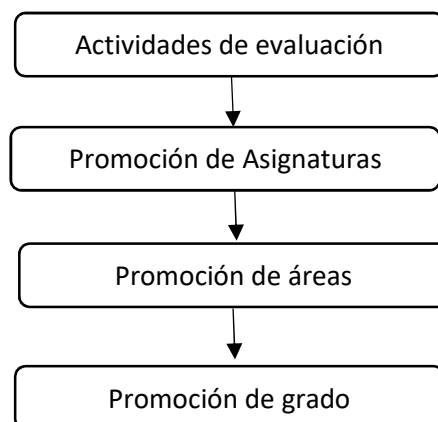 Actividades de evaluación
Promoción de Asignaturas
Promoción de áreas
Promoción de grado